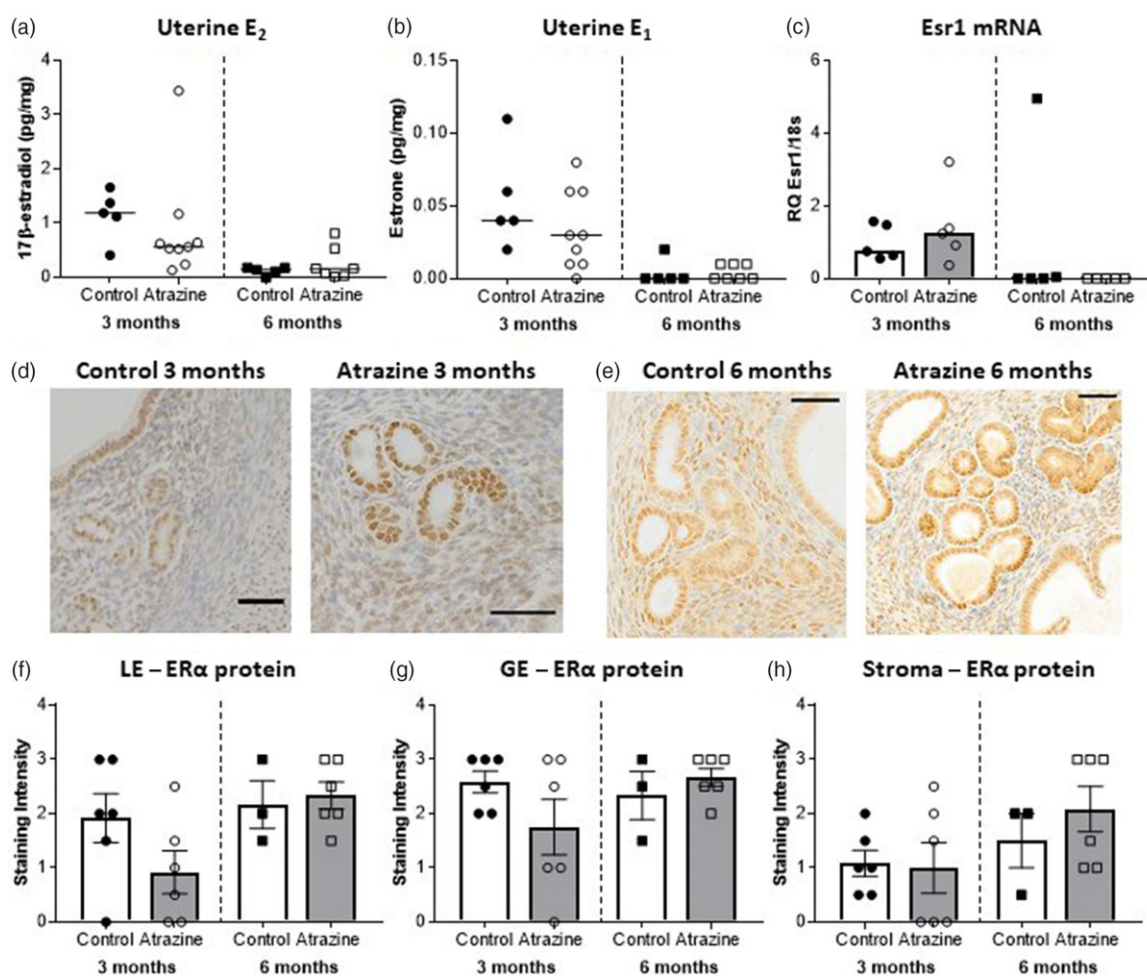 (a) Uterine E₂
17β-estradiol (pg/mg)
4
3
2
1
0
Control Atrazine Control Atrazine
3 months 6 months
(b) Uterine E₁
Estrone (pg/mg)
0.15
0.10
0.05
0.00
Control Atrazine Control Atrazine
3 months 6 months
(c) Esr1 mRNA
RQ Esr1/18s
6
4
2
0
Control Atrazine Control Atrazine
3 months 6 months
(d) Control 3 months Atrazine 3 months
(e) Control 6 months Atrazine 6 months
(f) LE – ERα protein
Staining Intensity
4
3
2
1
0
Control Atrazine Control Atrazine
3 months 6 months
(g) GE – ERα protein
Staining Intensity
4
3
2
1
0
Control Atrazine Control Atrazine
3 months 6 months
(h) Stroma – ERα protein
Staining Intensity
4
3
2
1
0
Control Atrazine Control Atrazine
3 months 6 months